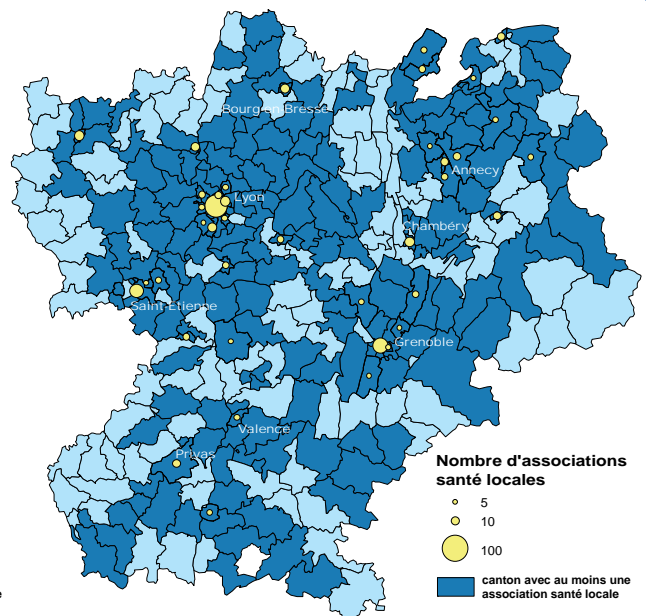 Bourg-en-Bresse
Annecy
Lyon
Chambéry
Saint-Etienne
Grenoble
Valence
Privas
Nombre d'associations
santé locales
5
10
100
canton avec au moins une
association santé locale